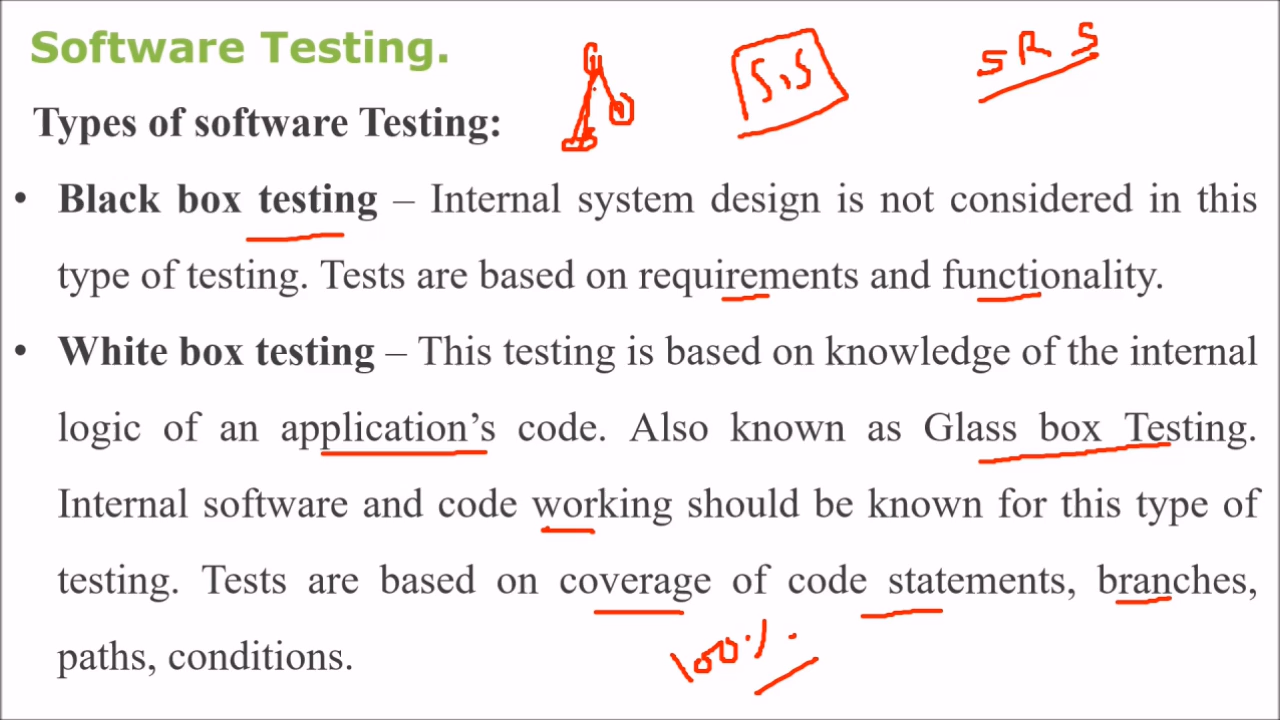 Software Testing.
S R S
Types of software Testing:
• Black box testing – Internal system design is not considered in this
type of testing. Tests are based on requirements and functionality.
• White box testing – This testing is based on knowledge of the internal
logic of an application’s code. Also known as Glass box Testing.
Internal software and code working should be known for this type of
testing. Tests are based on coverage of code statements, branches,
paths, conditions.
100%